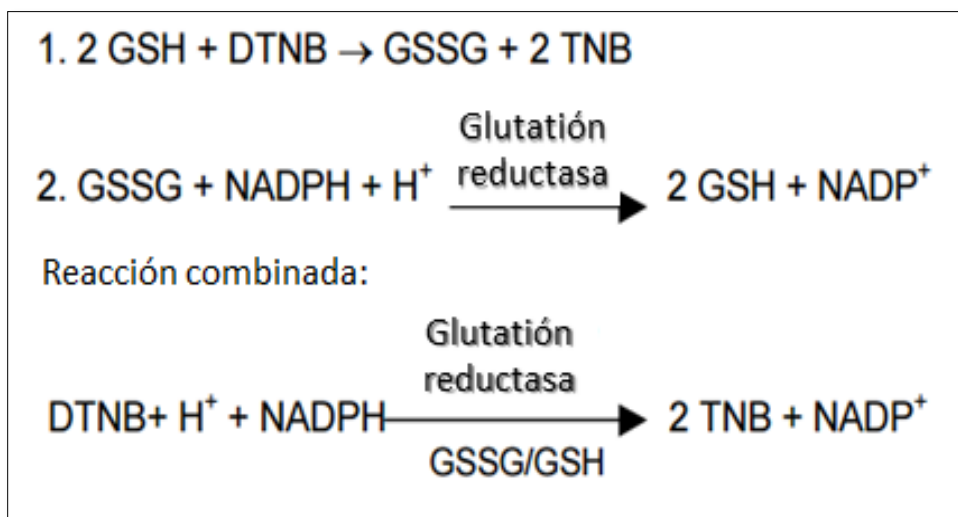 1. 2 GSH + DTNB → GSSG + 2 TNB
Glutatión
reductasa
2. GSSG + NADPH + H⁺ 2 GSH + NADP⁺
Reacción combinada:
Glutatión
reductasa
DTNB+ H⁺ + NADPH 2 TNB + NADP⁺
GSSG/GSH